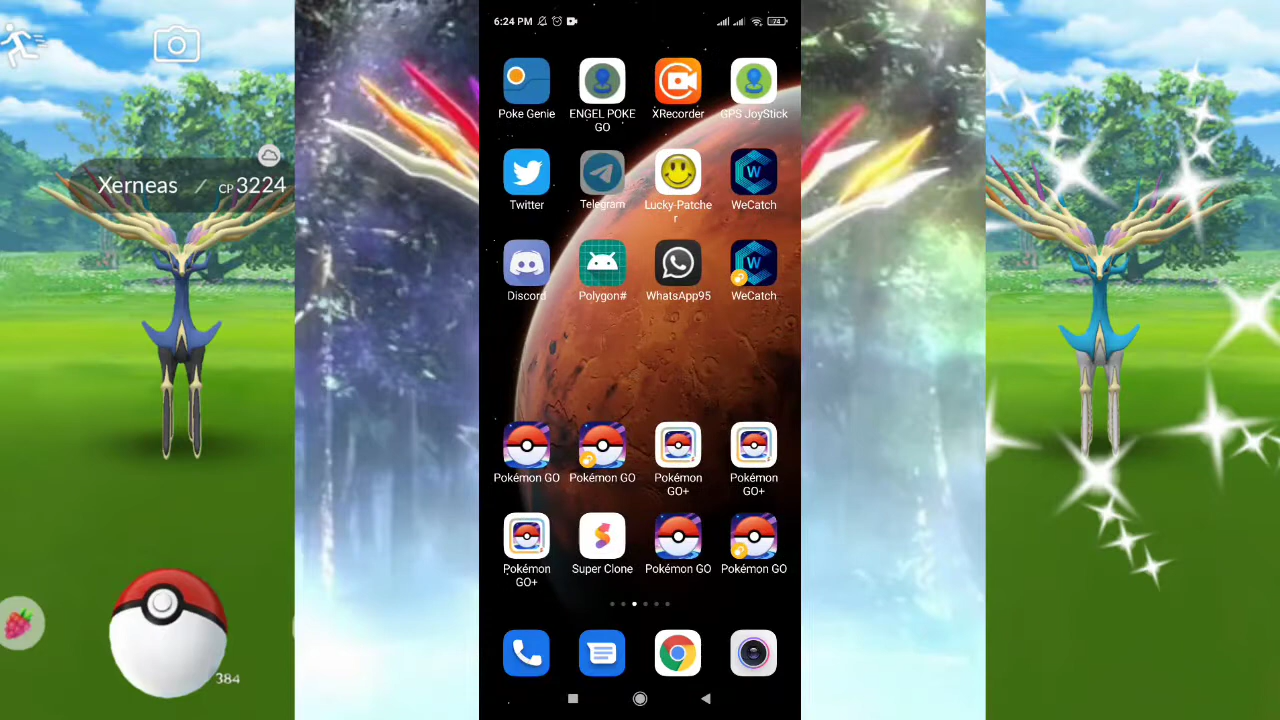 6:24 PM
74
Xerneas / CP 3224
384
Poke Genie
ENGEL POKE
GO
XRecorder
GPS JoyStick
Twitter
Telegram
Lucky-Patche
r
WeCatch
Discord
Polygon#
WhatsApp95
WeCatch
Pokémon GO
Pokémon GO
Pokémon
GO+
Pokémon
GO+
Pokémon
GO+
Super Clone
Pokémon GO
Pokémon GO